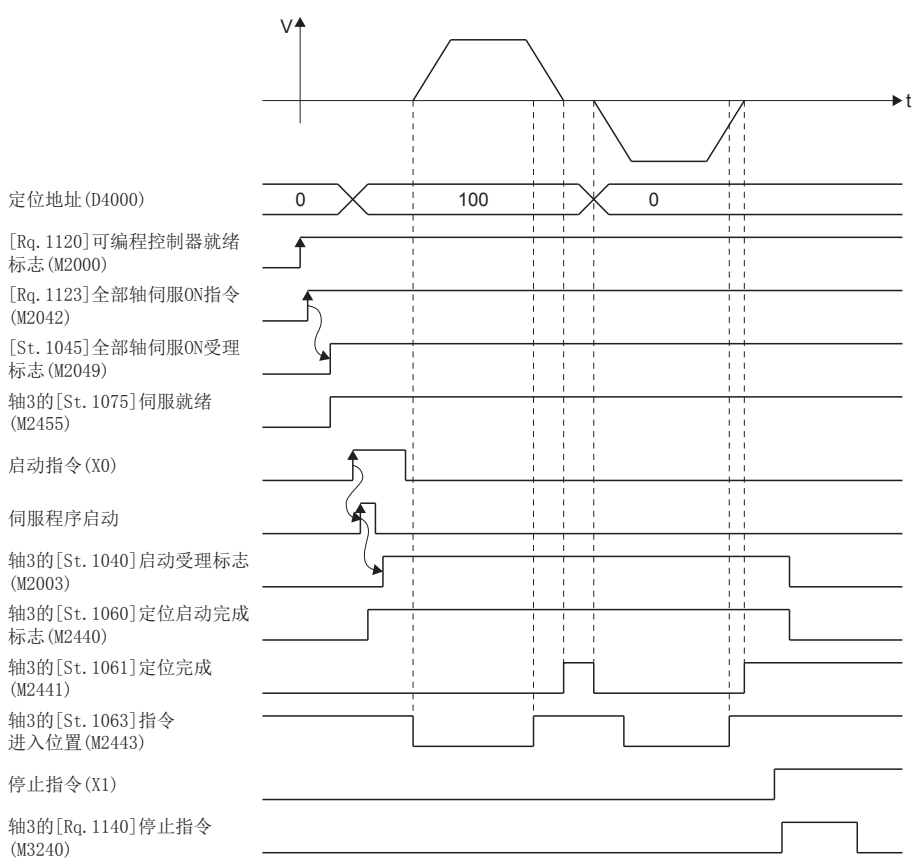 V
t
定位地址(D4000)
0
100
0
[Rq.1120]可编程控制器就绪
标志(M2000)
[Rq.1123]全部轴伺服ON指令
(M2042)
[St.1045]全部轴伺服ON受理
标志(M2049)
轴3的[St.1075]伺服就绪
(M2455)
启动指令(X0)
伺服程序启动
轴3的[St.1040]启动受理标志
(M2003)
轴3的[St.1060]定位启动完成
标志(M2440)
轴3的[St.1061]定位完成
(M2441)
轴3的[St.1063]指令
进入位置(M2443)
停止指令(X1)
轴3的[Rq.1140]停止指令
(M3240)